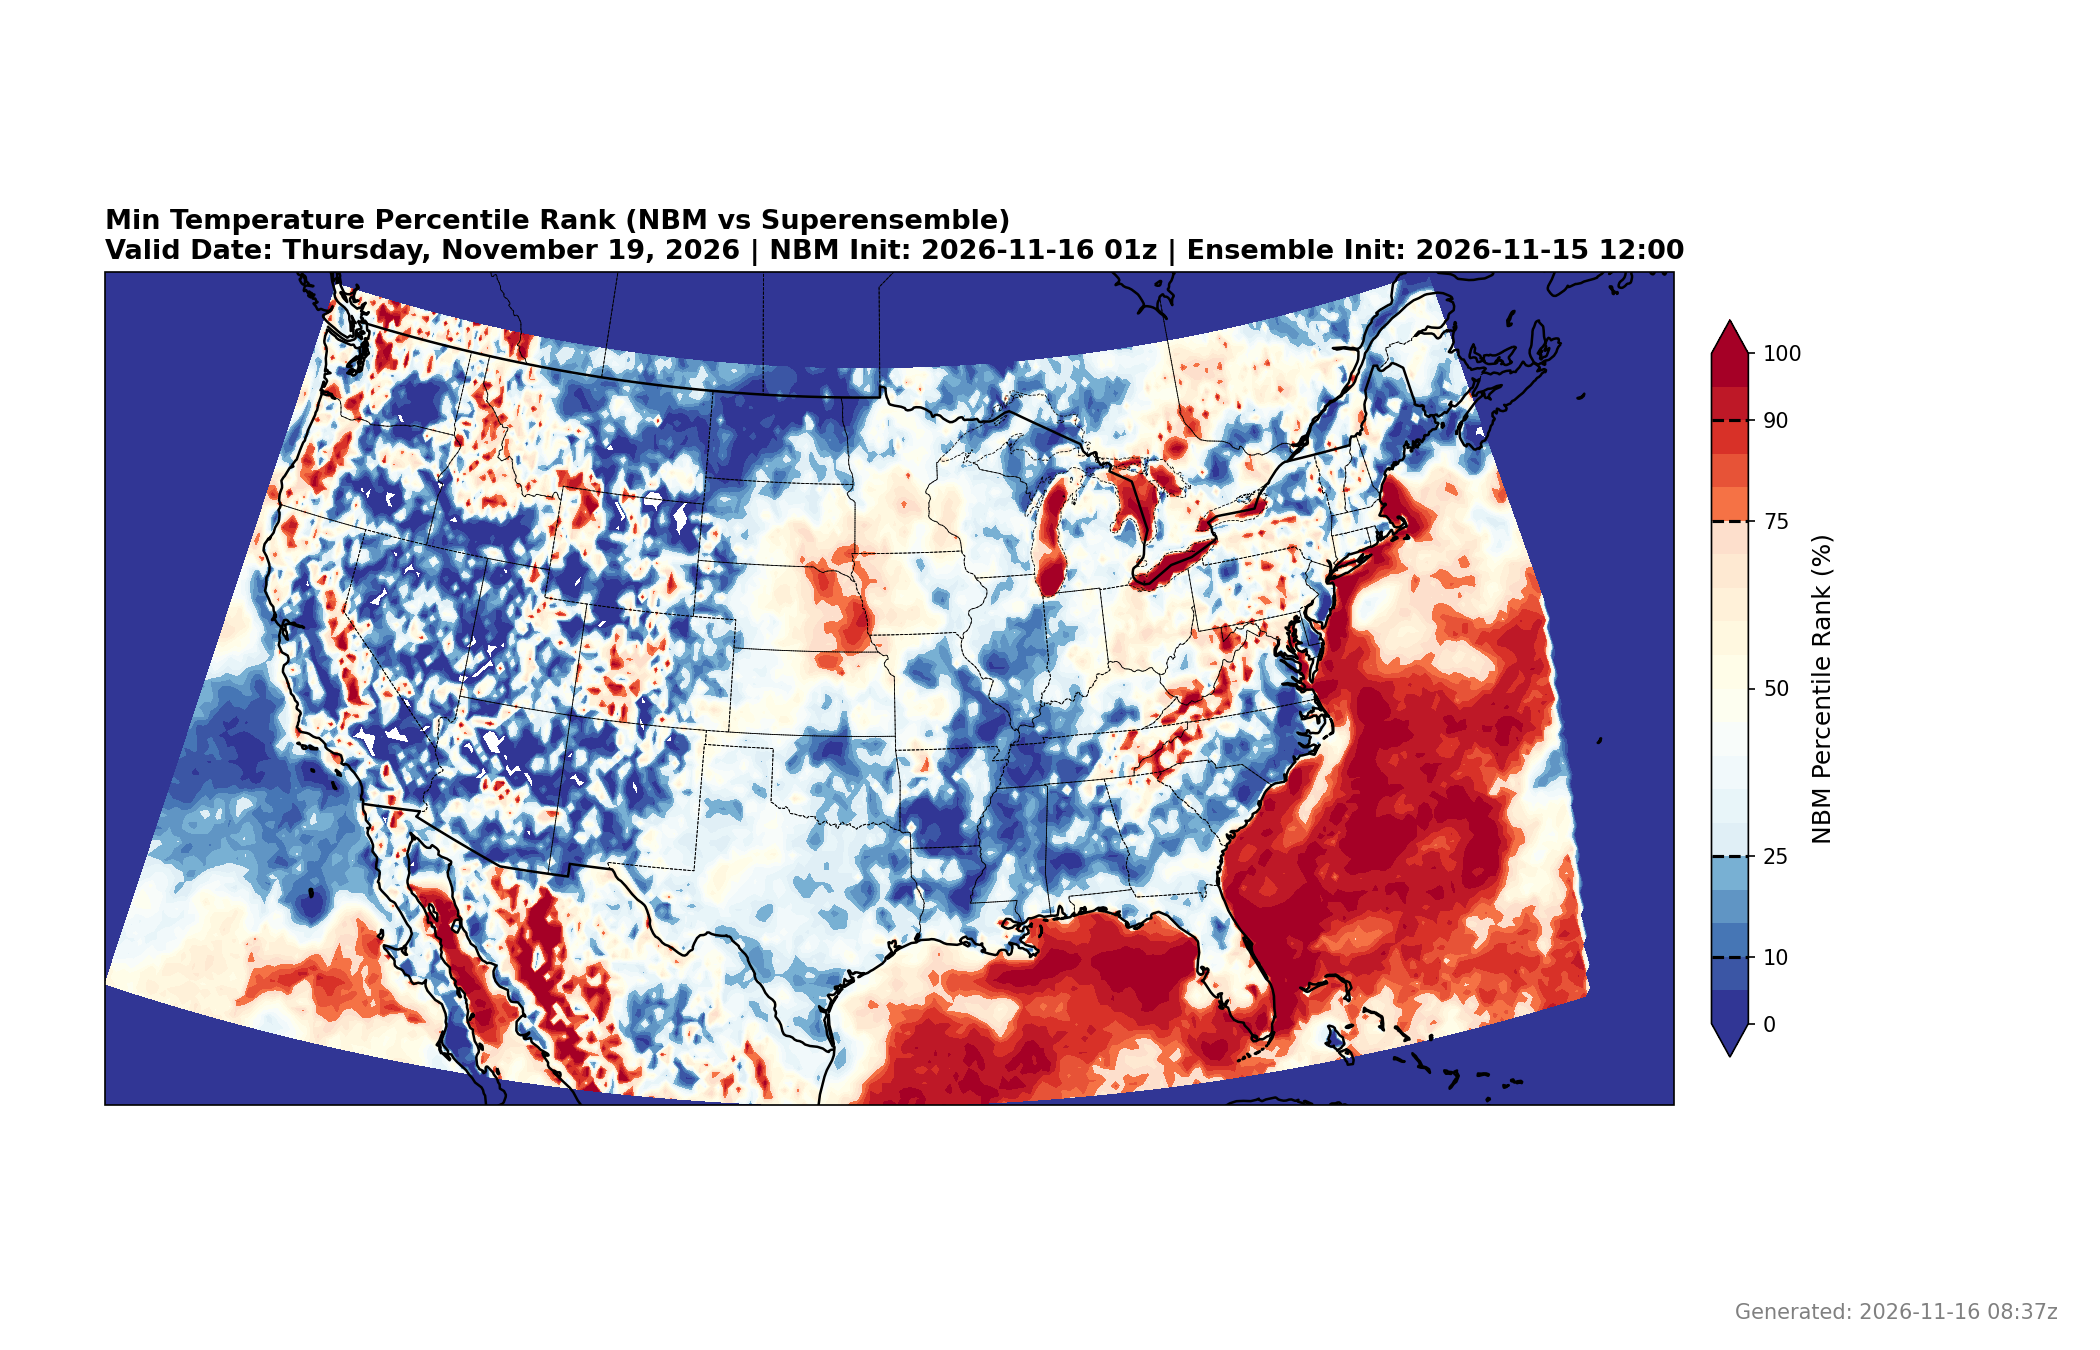 Min Temperature Percentile Rank (NBM vs Superensemble)
Valid Date: Thursday, November 19, 2026 | NBM Init: 2026-11-16 01z | Ensemble Init: 2026-11-15 12:00
100
90
75
50
25
10
0
NBM Percentile Rank (%)
Generated: 2026-11-16 08:37z